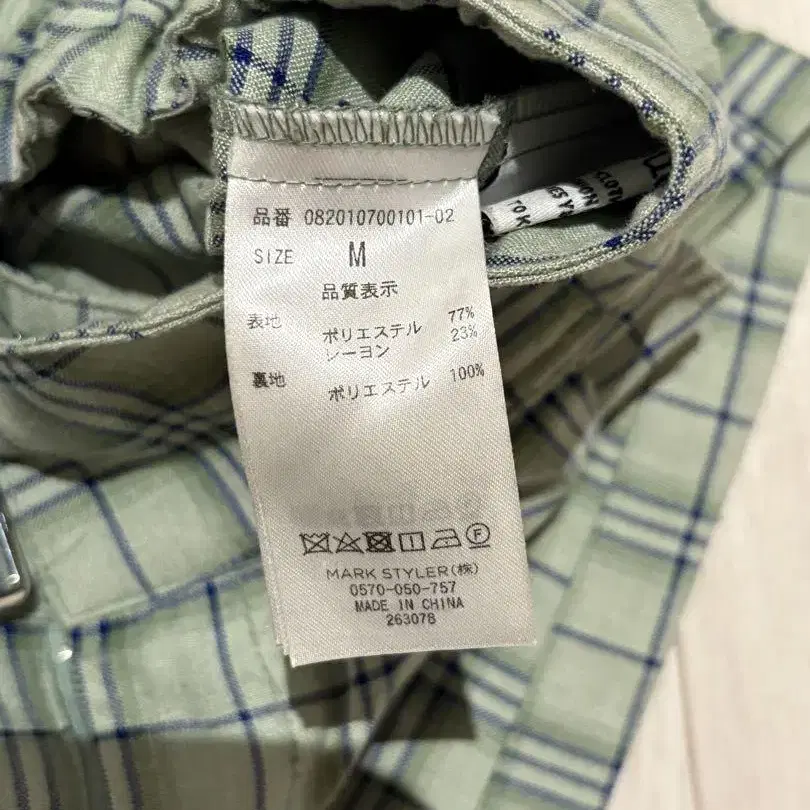 品番 082010700101-02
SIZE M
品質表示
表地 ポリエステル 77%
レーヨン 23%
裏地 ポリエステル 100%
F
MARK STYLER(株)
0570-050-757
MADE IN CHINA
263078
TO K